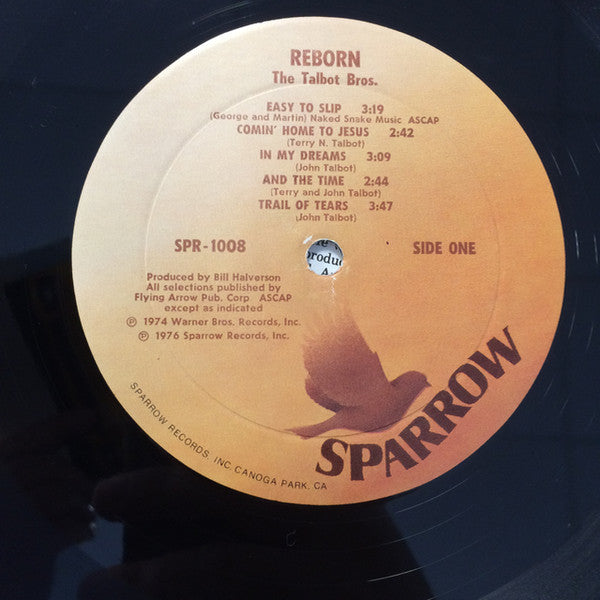 REBORN
The Talbot Bros.
EASY TO SLIP 3:19
(George and Martin) Naked Snake Music ASCAP
COMIN' HOME TO JESUS 2:42
(Terry N. Talbot)
IN MY DREAMS 3:09
(John Talbot)
AND THE TIME 2:44
(Terry and John Talbot)
TRAIL OF TEARS 3:47
(John Talbot)
SPR-1008
SIDE ONE
Produced by Bill Halverson
All selections published by
Flying Arrow Pub. Corp ASCAP
except as indicated
℗ 1974 Warner Bros. Records, Inc.
℗ 1976 Sparrow Records, Inc.
SPARROW
SPARROW RECORDS, INC. CANOGA PARK, CA